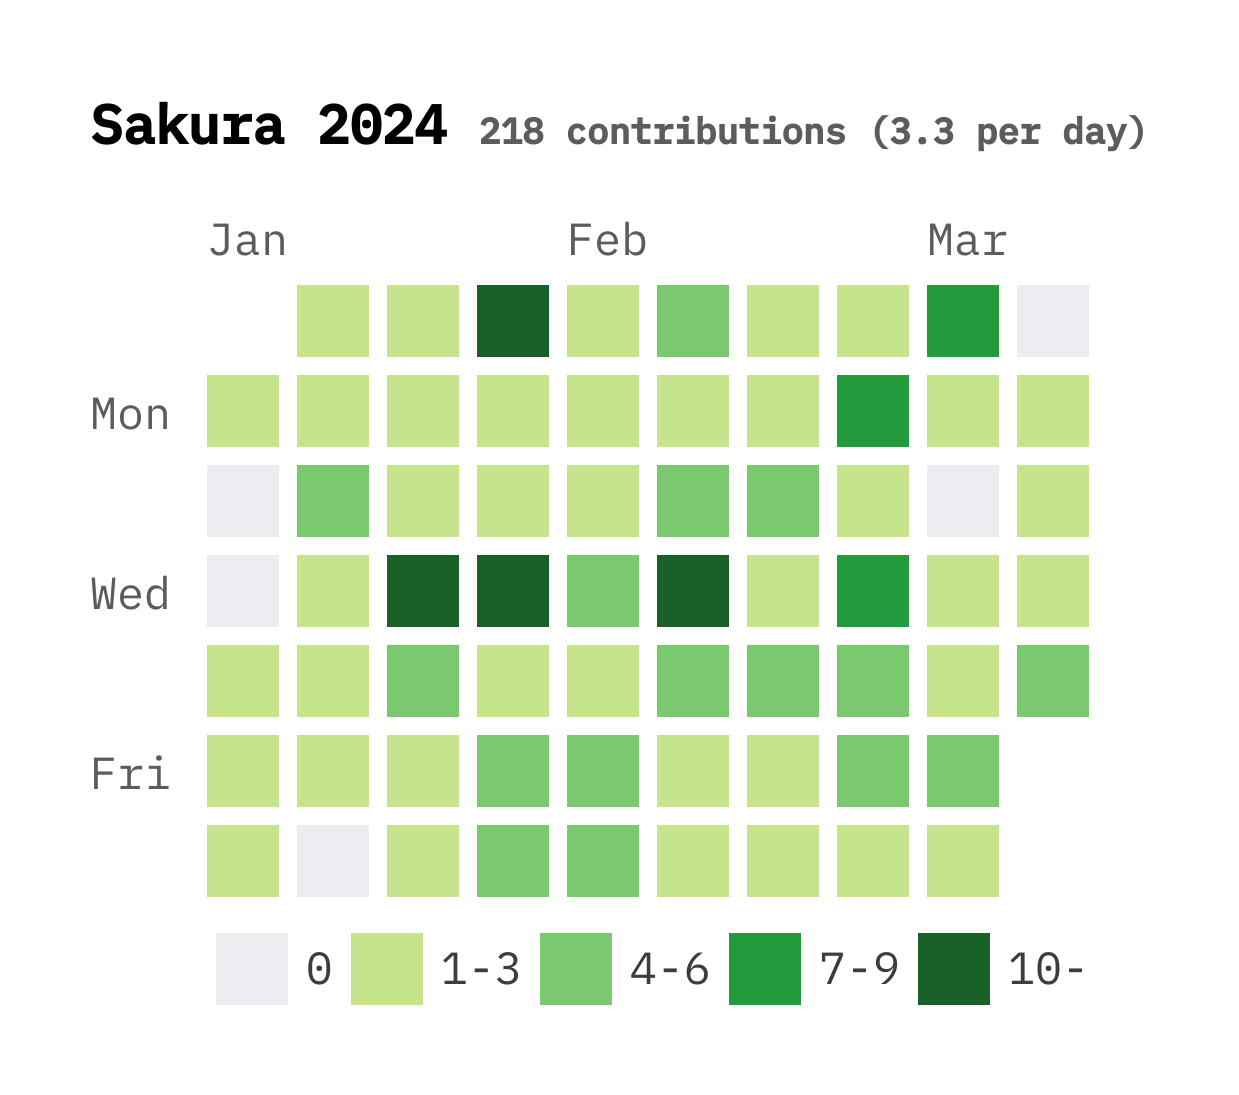 Sakura 2024 218 contributions (3.3 per day)
Jan Feb Mar
Mon
Wed
Fri
0 1-3 4-6 7-9 10-